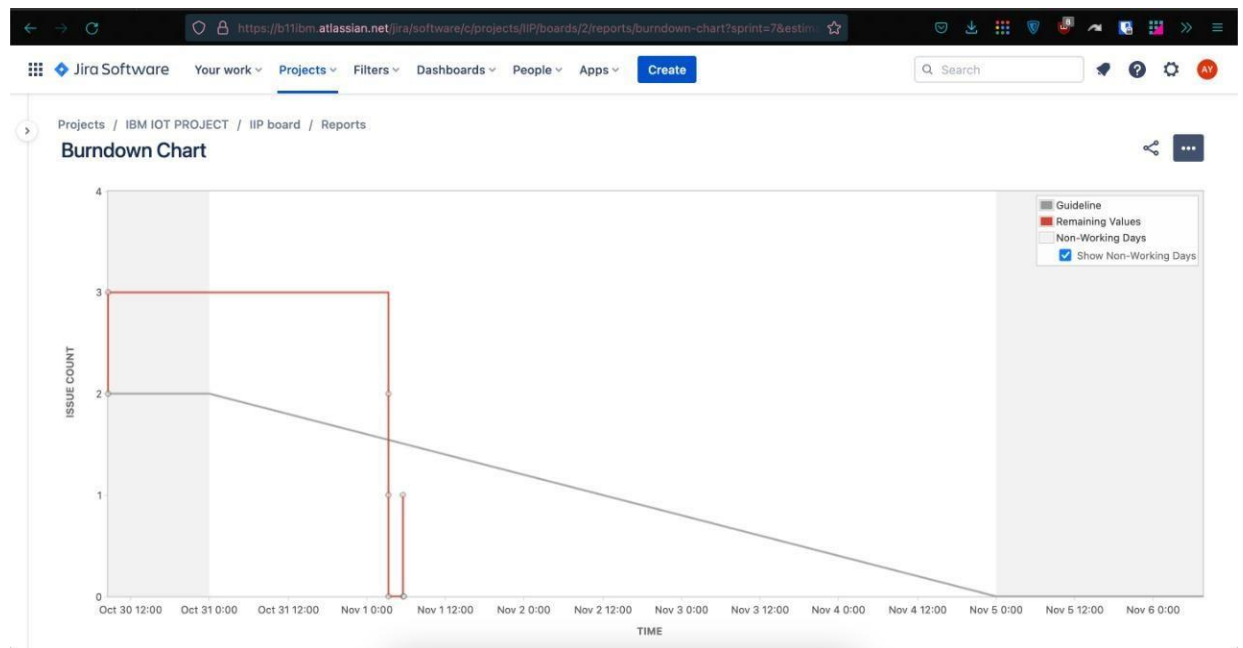 https://b11ibm.atlassian.net/jira/software/c/projects/IIP/boards/2/reports/burndown-chart?sprint=7&estim
8
Jira Software Your work Projects Filters Dashboards People Apps Create Search AY
Projects / IBM IOT PROJECT / IIP board / Reports
Burndown Chart
4
3
2
1
0
ISSUE COUNT
Guideline
Remaining Values
Non-Working Days
Show Non-Working Days
Oct 30 12:00 Oct 31 0:00 Oct 31 12:00 Nov 1 0:00 Nov 1 12:00 Nov 2 0:00 Nov 2 12:00 Nov 3 0:00 Nov 3 12:00 Nov 4 0:00 Nov 4 12:00 Nov 5 0:00 Nov 5 12:00 Nov 6 0:00
TIME